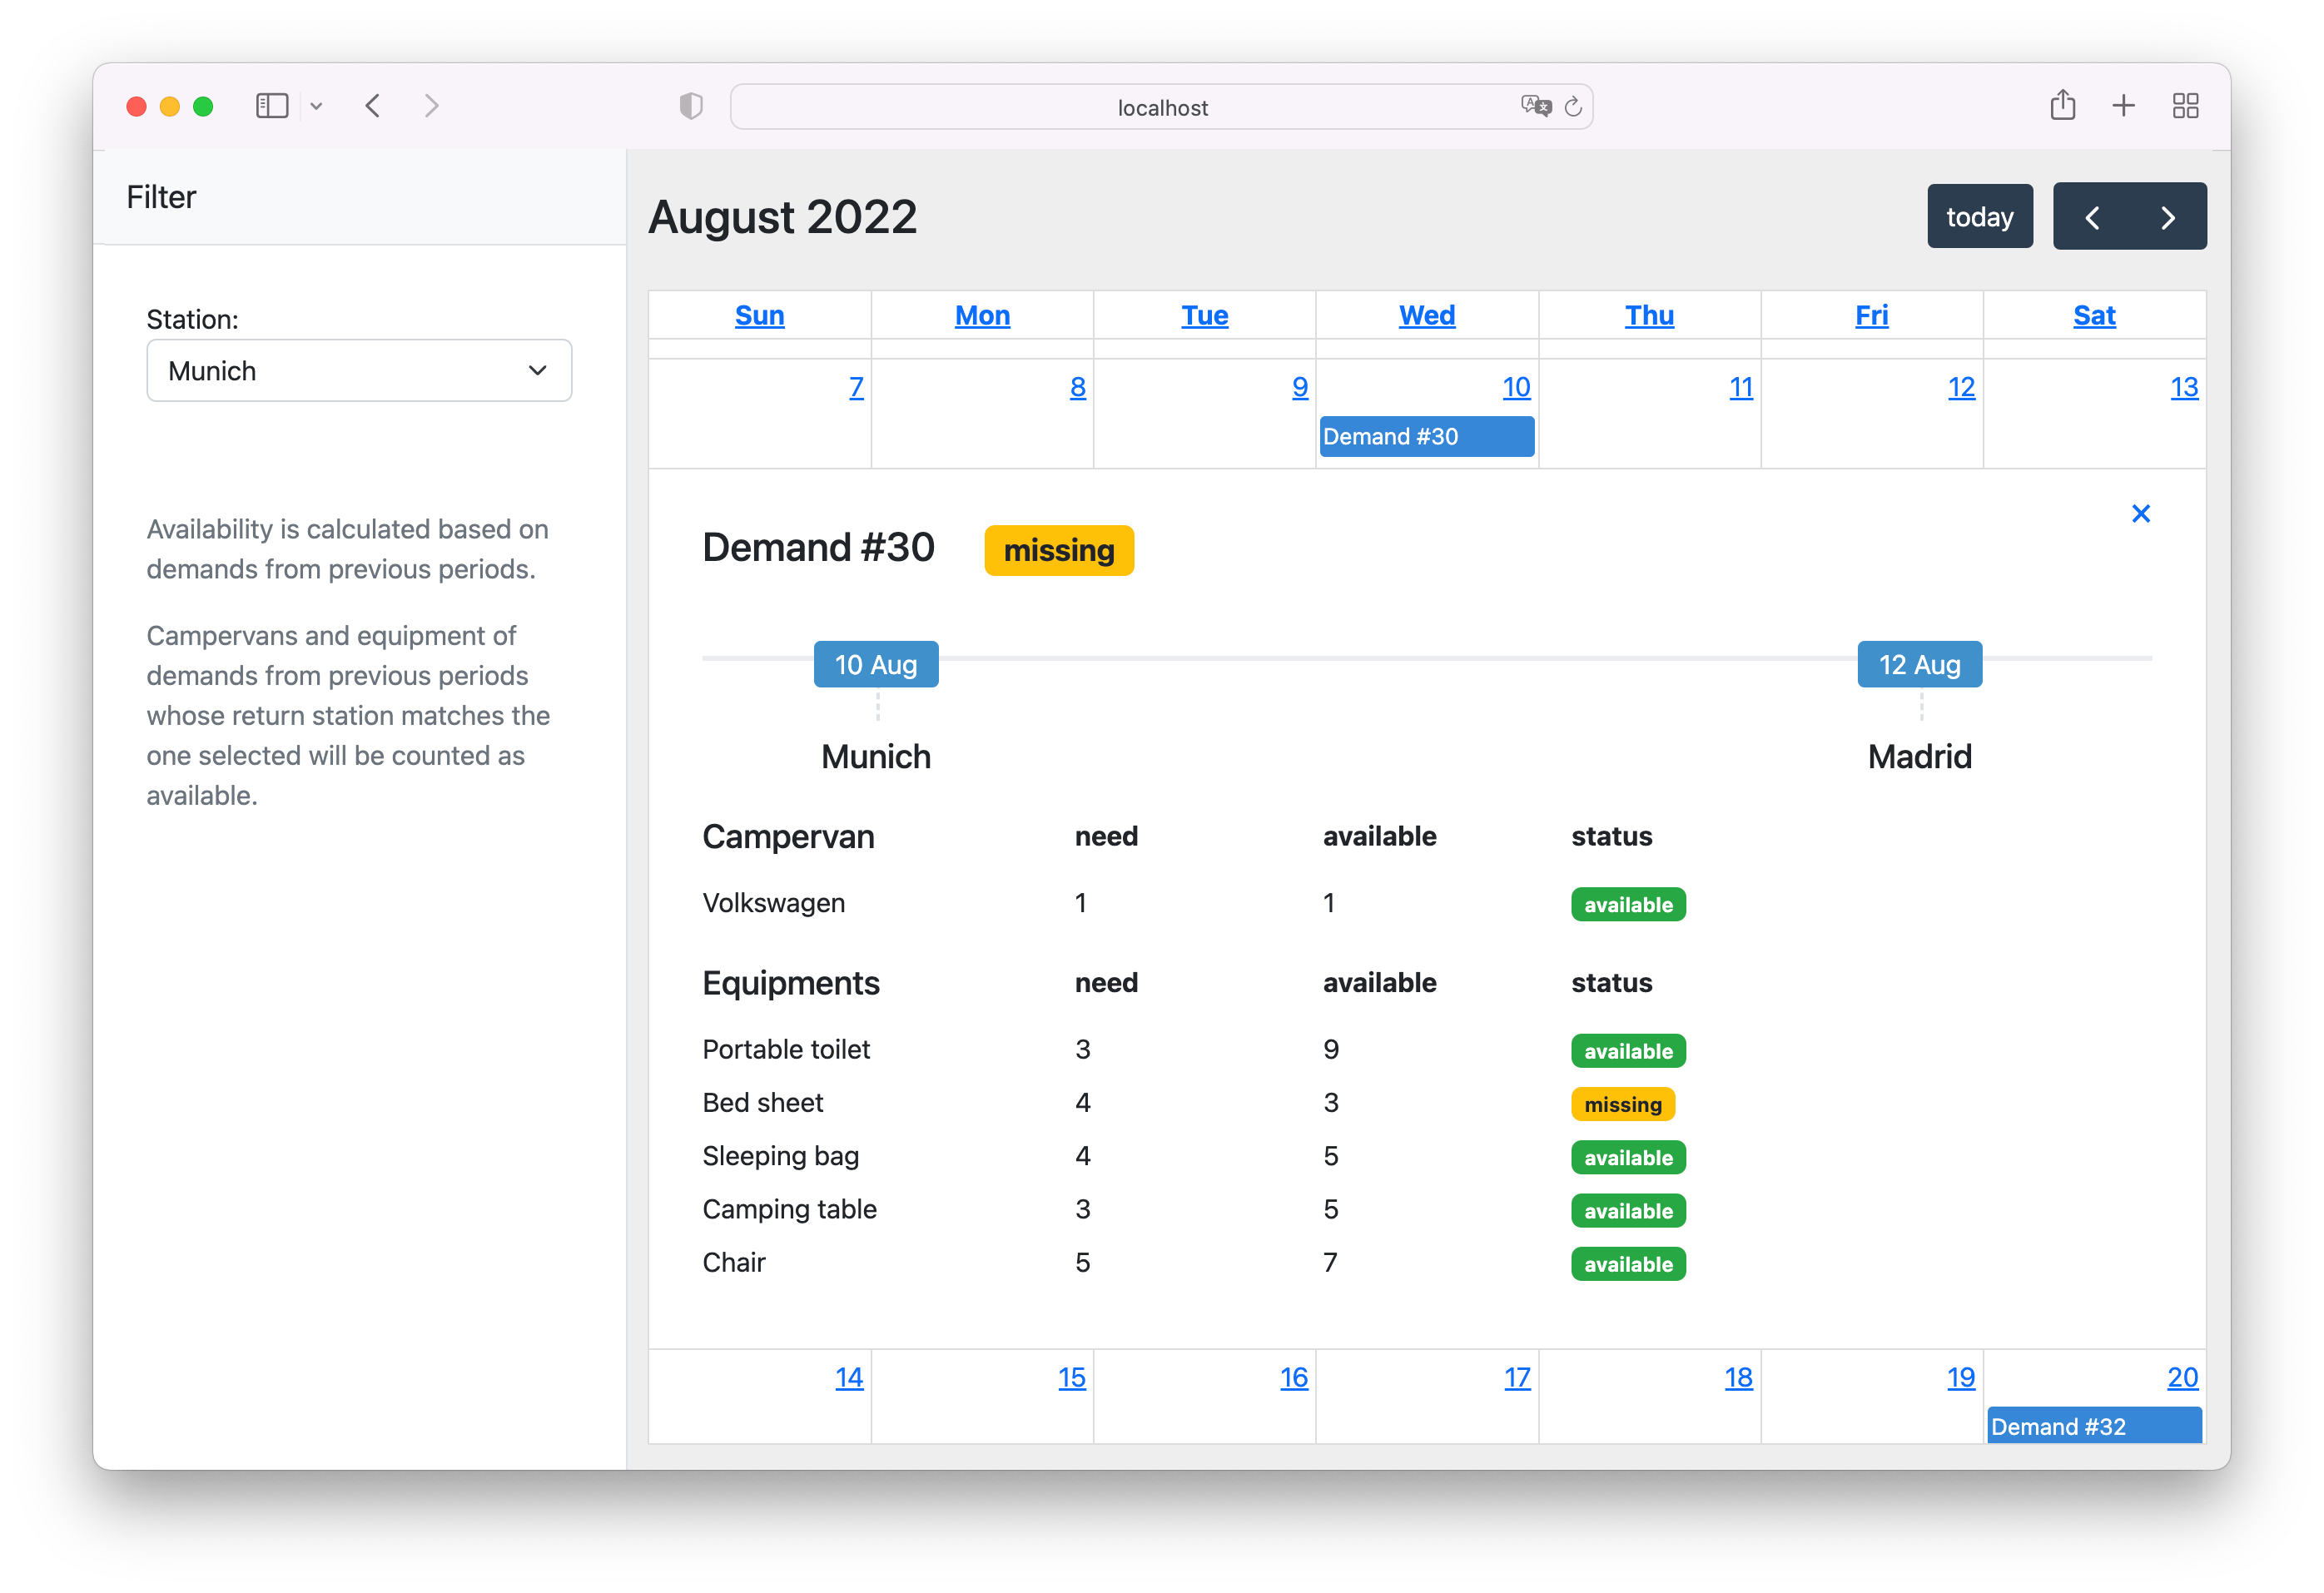 localhost
Filter
Station:
Munich
Availability is calculated based on
demands from previous periods.
Campervans and equipment of
demands from previous periods
whose return station matches the
one selected will be counted as
available.
August 2022
today
Sun Mon Tue Wed Thu Fri Sat
7 8 9 10 11 12 13
Demand #30
Demand #30 missing
10 Aug 12 Aug
Munich Madrid
Campervan need available status
Volkswagen 1 1 available
Equipments need available status
Portable toilet 3 9 available
Bed sheet 4 3 missing
Sleeping bag 4 5 available
Camping table 3 5 available
Chair 5 7 available
14 15 16 17 18 19 20
Demand #32